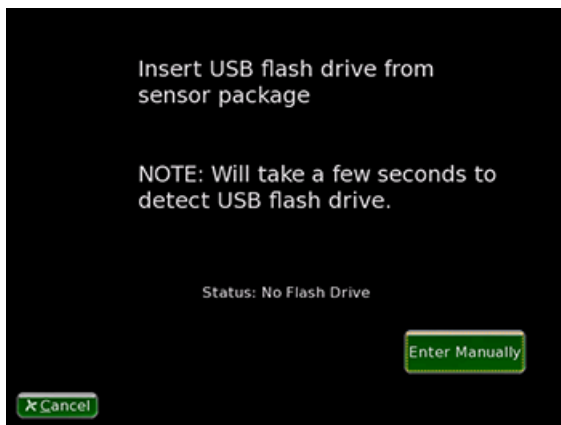 Insert USB flash drive from
sensor package
NOTE: Will take a few seconds to
detect USB flash drive.
Status: No Flash Drive
Enter Manually
Cancel